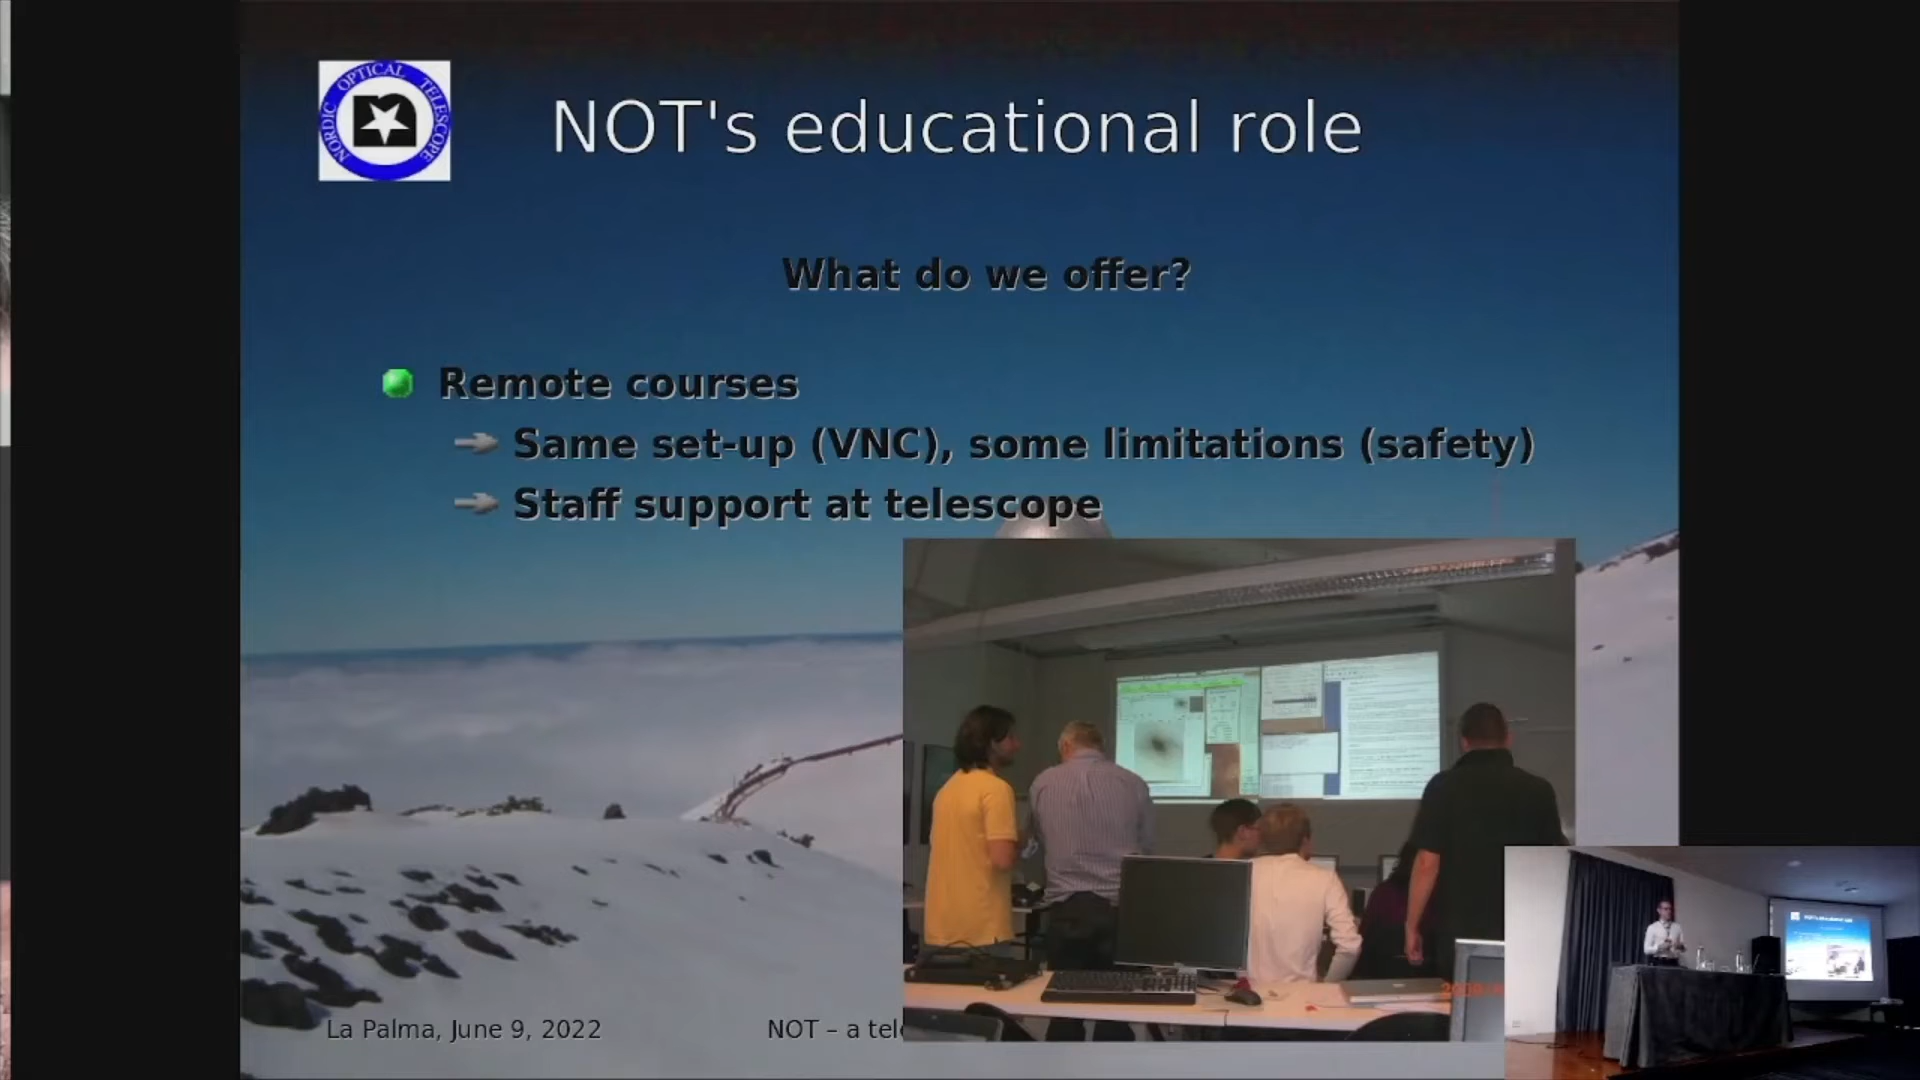 NORDIC OPTICAL TELESCOPE
NOT's educational role
What do we offer?
Remote courses
Same set-up (VNC), some limitations (safety)
Staff support at telescope
La Palma, June 9, 2022
NOT – a tel